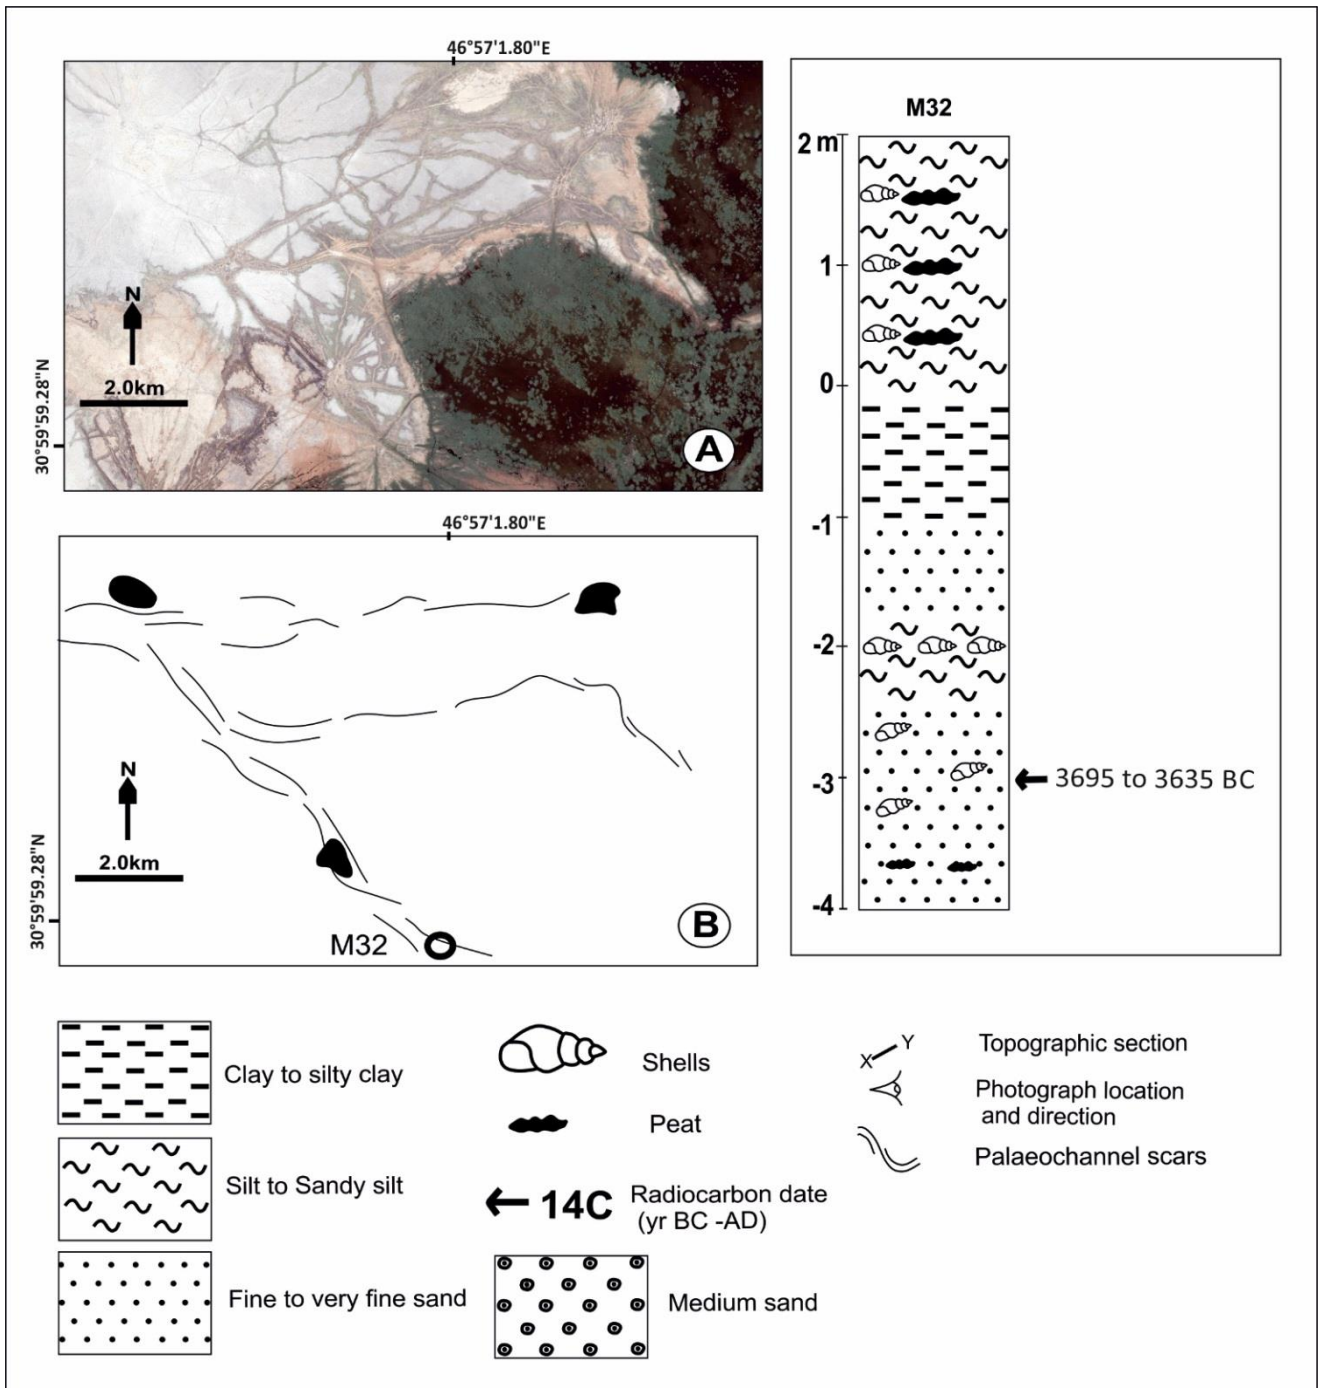 46°57'1.80"E
N
2.0km
30°59'59.28"N
A
46°57'1.80"E
N
2.0km
30°59'59.28"N
M32
B
M32
2 m
1
0
-1
-2
-3
-4
3695 to 3635 BC
Clay to silty clay
Silt to Sandy silt
Fine to very fine sand
Shells
Peat
14C
Radiocarbon date
(yr BC -AD)
Medium sand
X Y
Topographic section
Photograph location
and direction
Palaeochannel scars